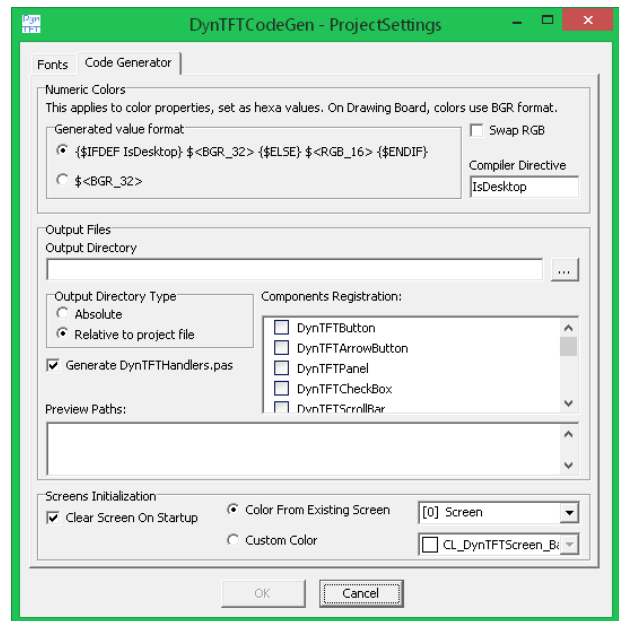 Dyn
TFT
DynTFTCodeGen - ProjectSettings
Fonts
Code Generator
Numeric Colors
This applies to color properties, set as hexa values. On Drawing Board, colors use BGR format.
Generated value format
{$IFDEF IsDesktop} $<BGR_32> {$ELSE} $<RGB_16> {$ENDIF}
$<BGR_32>
Swap RGB
Compiler Directive
IsDesktop
Output Files
Output Directory
...
Output Directory Type
Absolute
Relative to project file
Generate DynTFTHandlers.pas
Components Registration:
DynTFTButton
DynTFTArrowButton
DynTFTPanel
DynTFTCheckBox
DynTFTScrollBar
Preview Paths:
Screens Initialization
Clear Screen On Startup
Color From Existing Screen
[0] Screen
Custom Color
CL_DynTFTScreen_Ba
OK
Cancel